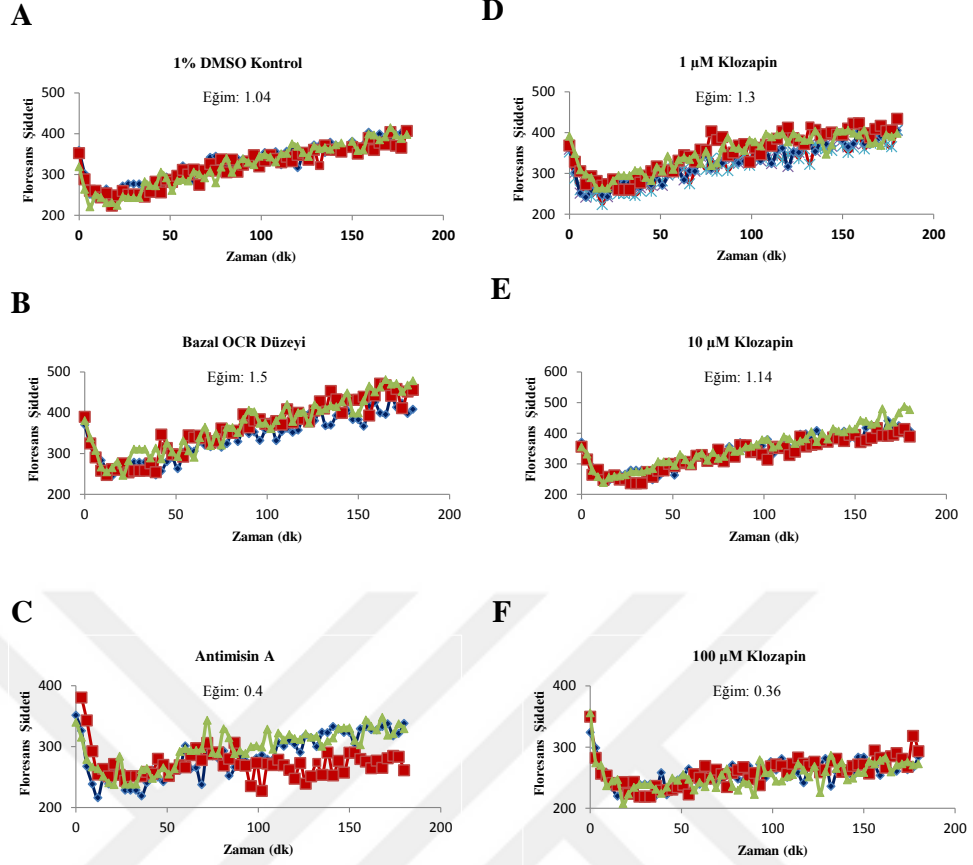 A
1% DMSO Kontrol
Eğim: 1.04
Floresans Şiddeti
500
400
300
200
0
50
100
150
200
Zaman (dk)
B
Bazal OCR Düzeyi
Eğim: 1.5
Floresans Şiddeti
500
400
300
200
0
50
100
150
200
Zaman (dk)
C
Antimisin A
Eğim: 0.4
Floresans Şiddeti
400
300
200
0
50
100
150
200
Zaman (dk)
D
1 µM Klozapin
Eğim: 1.3
Floresans Şiddeti
500
400
300
200
0
50
100
150
200
Zaman (dk)
E
10 µM Klozapin
Eğim: 1.14
Floresans Şiddeti
600
500
400
300
200
0
50
100
150
200
Zaman (dk)
F
100 µM Klozapin
Eğim: 0.36
Floresans Şiddeti
400
300
200
0
50
100
150
200
Zaman (dk)